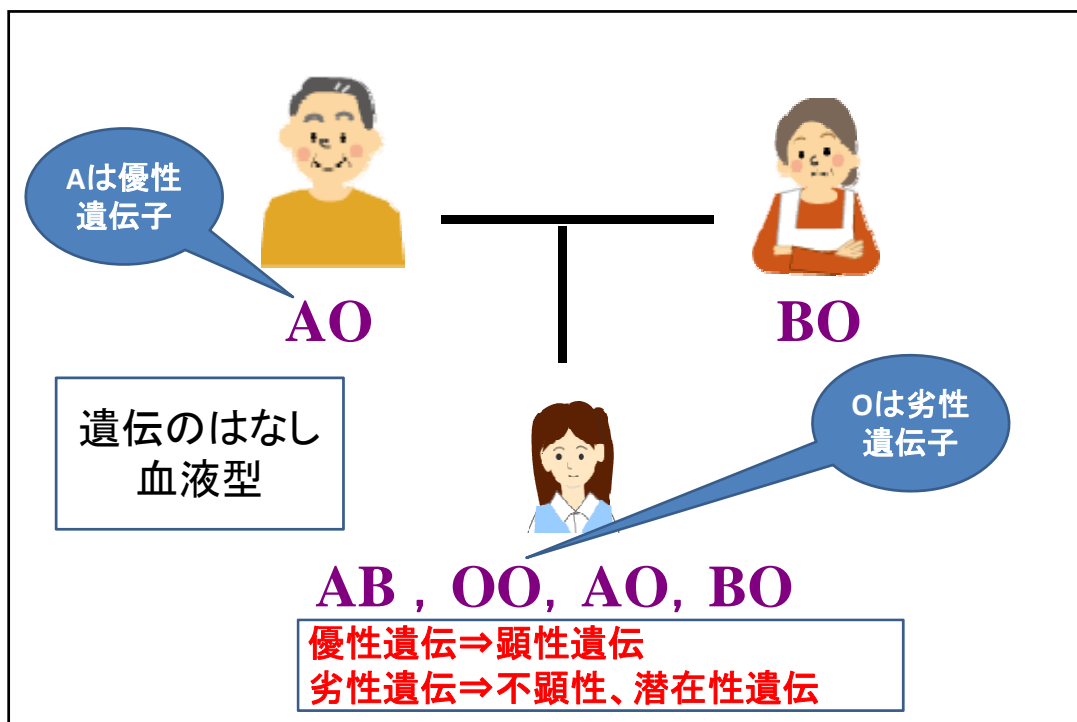 Aは優性
遺伝子
AO
BO
遺伝のはなし
血液型
Oは劣性
遺伝子
AB , OO, AO, BO
優性遺伝⇒顕性遺伝
劣性遺伝⇒不顕性、潜在性遺伝